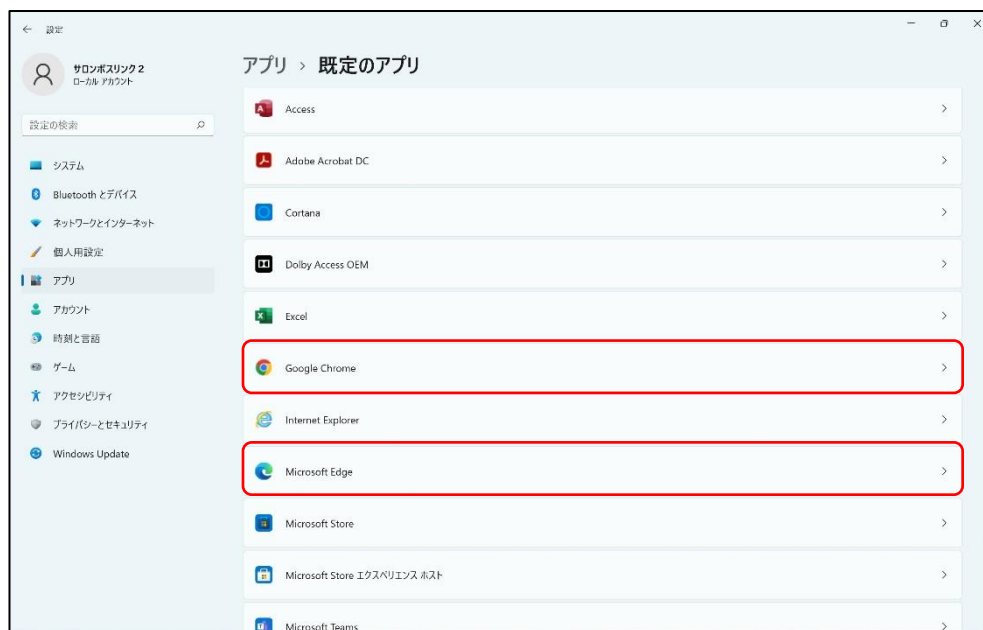 設定
サロンボスリンク2
ローカル アカウント
設定の検索
システム
Bluetooth とデバイス
ネットワークとインターネット
個人用設定
アプリ
アカウント
時刻と言語
ゲーム
アクセシビリティ
プライバシーとセキュリティ
Windows Update
アプリ › 既定のアプリ
Access
Adobe Acrobat DC
Cortana
Dolby Access OEM
Excel
Google Chrome
Internet Explorer
Microsoft Edge
Microsoft Store
Microsoft Store エクスペリエンス ホスト
Microsoft Teams